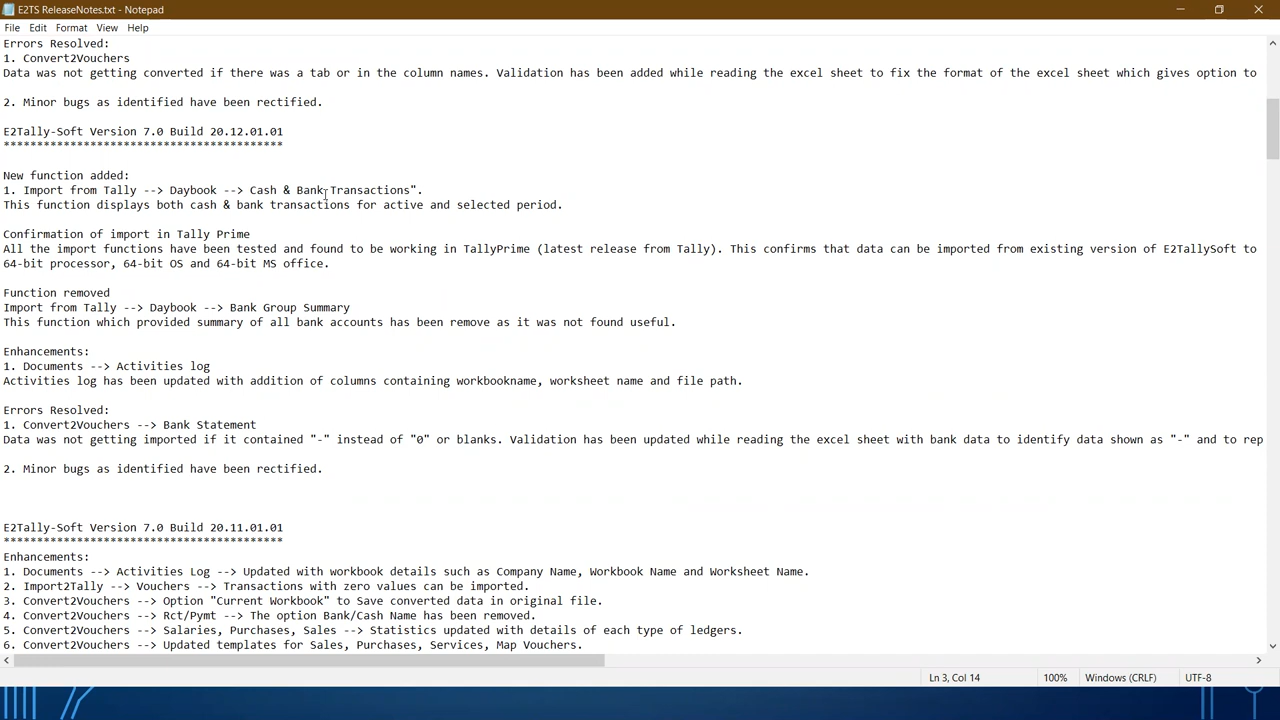 E2TS ReleaseNotes.txt - Notepad
File Edit Format View Help
Errors Resolved:
1. Convert2Vouchers
Data was not getting converted if there was a tab or in the column names. Validation has been added while reading the excel sheet to fix the format of the excel sheet which gives option to
2. Minor bugs as identified have been rectified.
E2Tally-Soft Version 7.0 Build 20.12.01.01
******************************************
New function added:
1. Import from Tally --> Daybook --> Cash & Bank Transactions".
This function displays both cash & bank transactions for active and selected period.
Confirmation of import in Tally Prime
All the import functions have been tested and found to be working in TallyPrime (latest release from Tally). This confirms that data can be imported from existing version of E2TallySoft to
64-bit processor, 64-bit OS and 64-bit MS office.
Function removed
Import from Tally --> Daybook --> Bank Group Summary
This function which provided summary of all bank accounts has been remove as it was not found useful.
Enhancements:
1. Documents --> Activities log
Activities log has been updated with addition of columns containing workbookname, worksheet name and file path.
Errors Resolved:
1. Convert2Vouchers --> Bank Statement
Data was not getting imported if it contained "-" instead of "0" or blanks. Validation has been updated while reading the excel sheet with bank data to identify data shown as "-" and to rep
2. Minor bugs as identified have been rectified.
E2Tally-Soft Version 7.0 Build 20.11.01.01
******************************************
Enhancements:
1. Documents --> Activities Log --> Updated with workbook details such as Company Name, Workbook Name and Worksheet Name.
2. Import2Tally --> Vouchers --> Transactions with zero values can be imported.
3. Convert2Vouchers --> Option "Current Workbook" to Save converted data in original file.
4. Convert2Vouchers --> Rct/Pymt --> The option Bank/Cash Name has been removed.
5. Convert2Vouchers --> Salaries, Purchases, Sales --> Statistics updated with details of each type of ledgers.
6. Convert2Vouchers --> Updated templates for Sales, Purchases, Services, Map Vouchers.
Ln 3, Col 14 100% Windows (CRLF) UTF-8